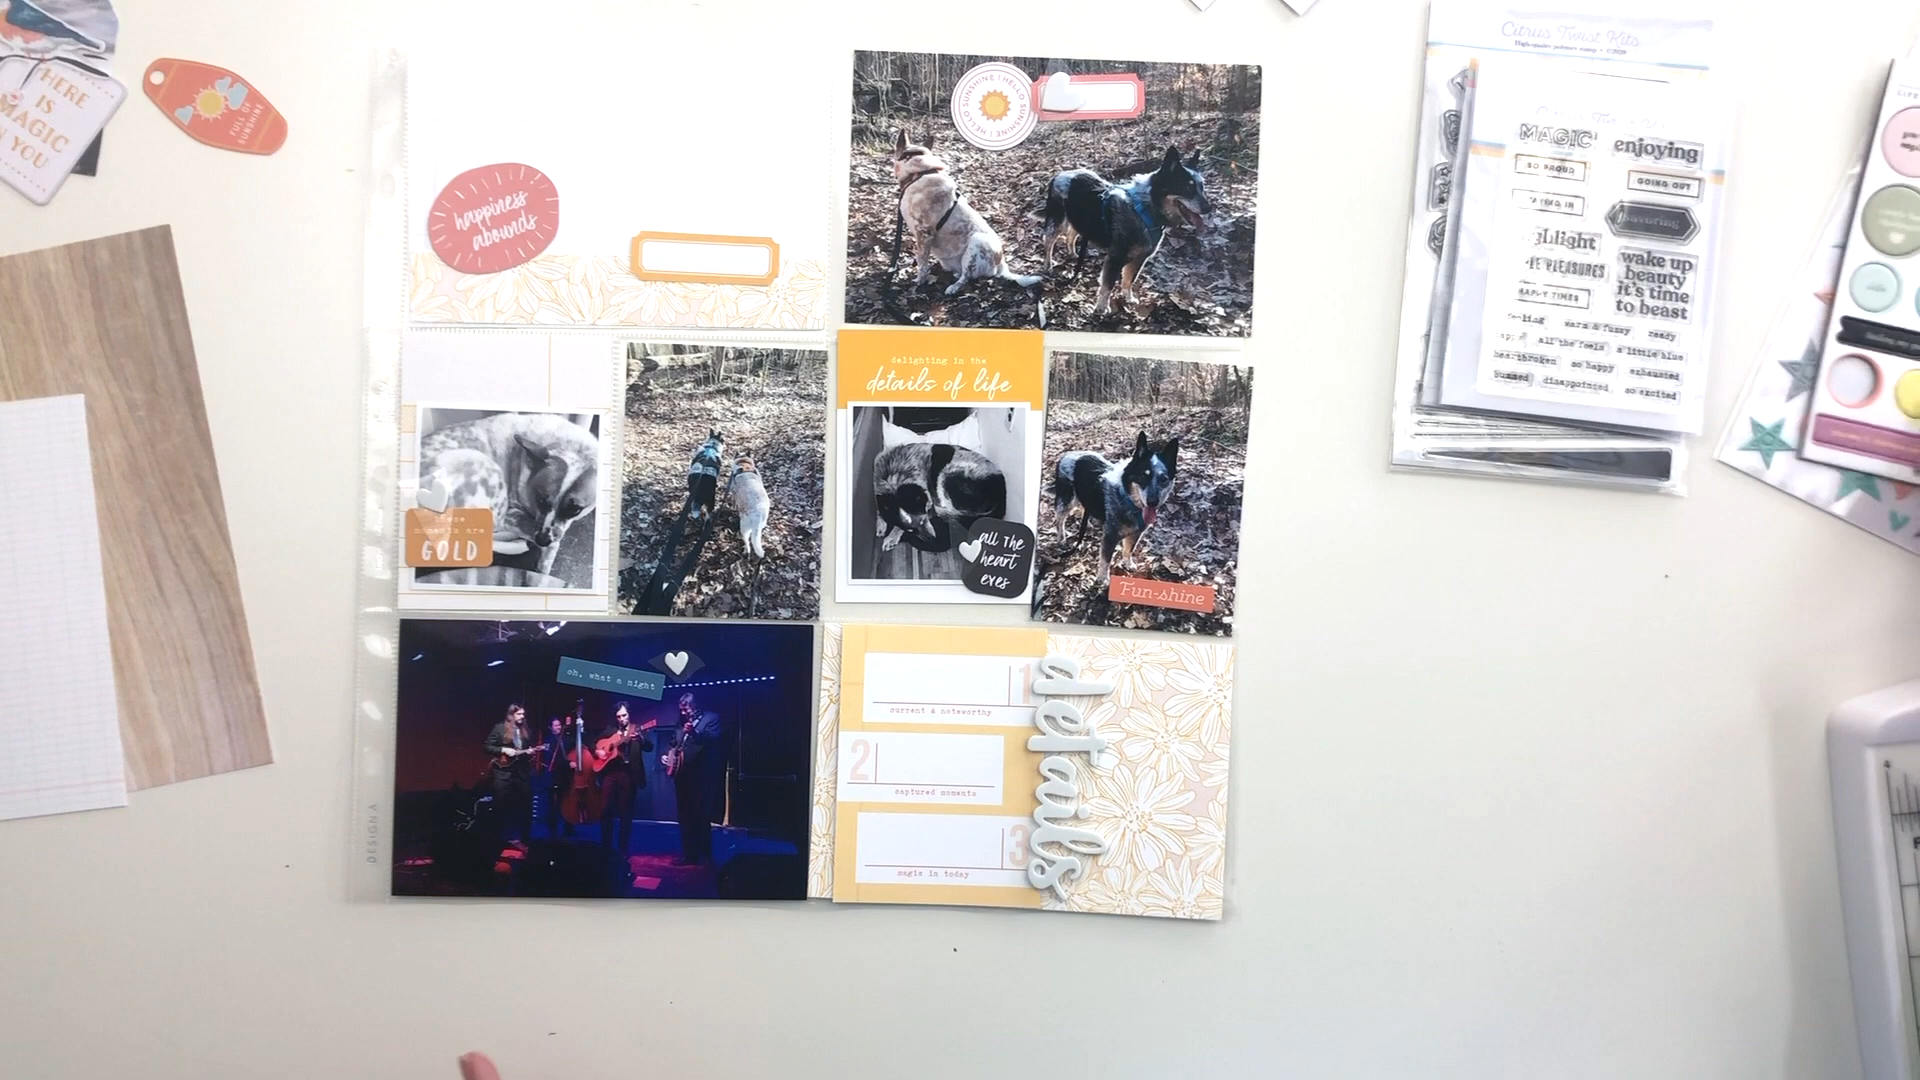 HERE
IS
MAGIC
N YOU
FULL OF
SUNSHINE
happiness
abounds
HELLO SUNSHINE | HELLO SUNSHINE |
delighting in the
details of life
these
moments are
GOLD
all the
heart
eyes
Fun-shine
oh, what a night
1
current & noteworthy
2
captured moments
3
magic in today
details
DESIGN A
Citrus Twist Kits
MAGIC
enjoying
SO PROUD
GOING OUT
savoring
wake up
beauty
it's time
to beast
HAPPY TIMES
warm & fuzzy
ready
all the feels
a little blue
heartbroken
so happy
exhausted
bummed
disappointed
so excited